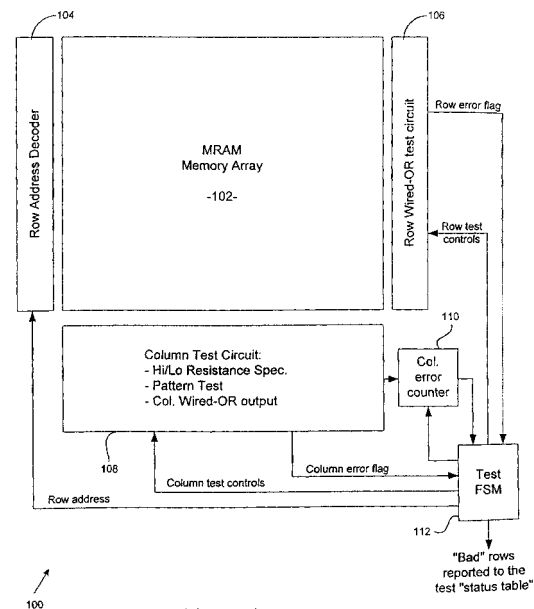 104
106
Row Address Decoder
MRAM
Memory Array
-102-
Row Wired-OR test circuit
Row error flag
Row test
controls
110
Column Test Circuit:
- Hi/Lo Resistance Spec.
- Pattern Test
- Col. Wired-OR output
Col.
error
counter
108
Column error flag
Column test controls
Test
FSM
Row address
112
"Bad" rows
reported to the
test "status table"
100